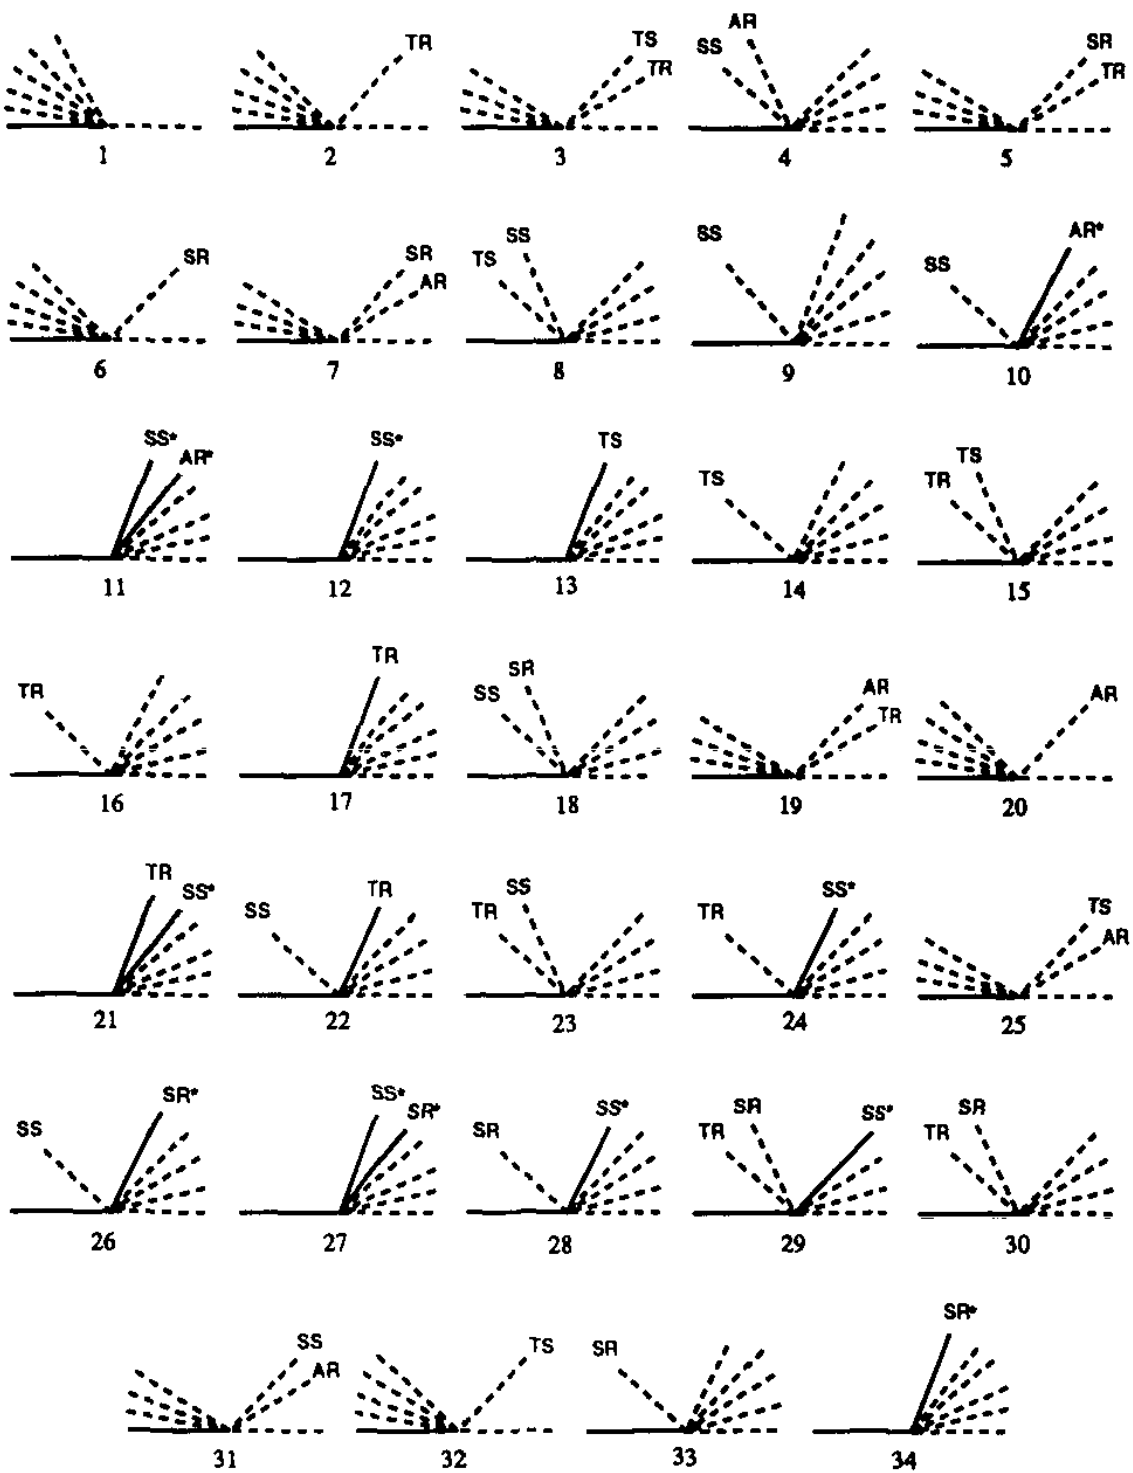 TR
TS
TR
AR
SS
SR
TR
1 2 3 4 5
SR
SR
AR
SS
TS
SS
AR*
SS
6 7 8 9 10
SS*
AR*
SS*
TS
TS
TS
TR
11 12 13 14 15
TR
TR
SR
SS
AR
TR
AR
16 17 18 19 20
TR
SS*
SS
TR
SS
TR
TR
SS*
TS
AR
21 22 23 24 25
SS
SR*
SS*
SR*
SR
SS*
SR
TR
SS*
SR
TR
26 27 28 29 30
SS
AR
TS
SR
SR*
31 32 33 34